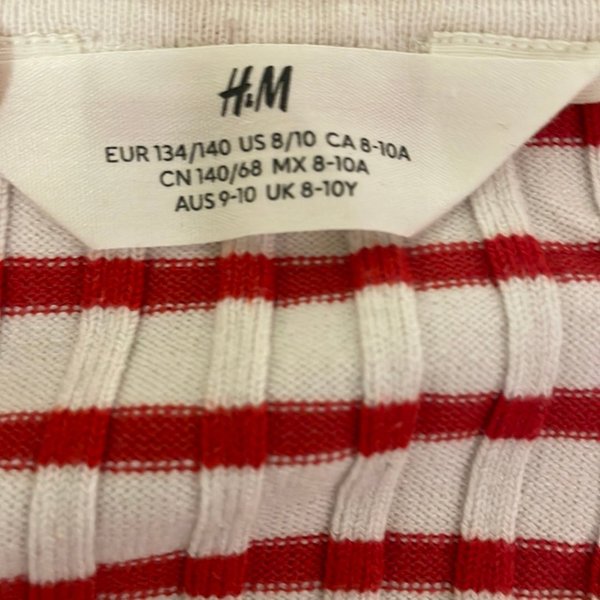 H&M
EUR 134/140 US 8/10 CA 8-10A
CN 140/68 MX 8-10A
AUS 9-10 UK 8-10Y